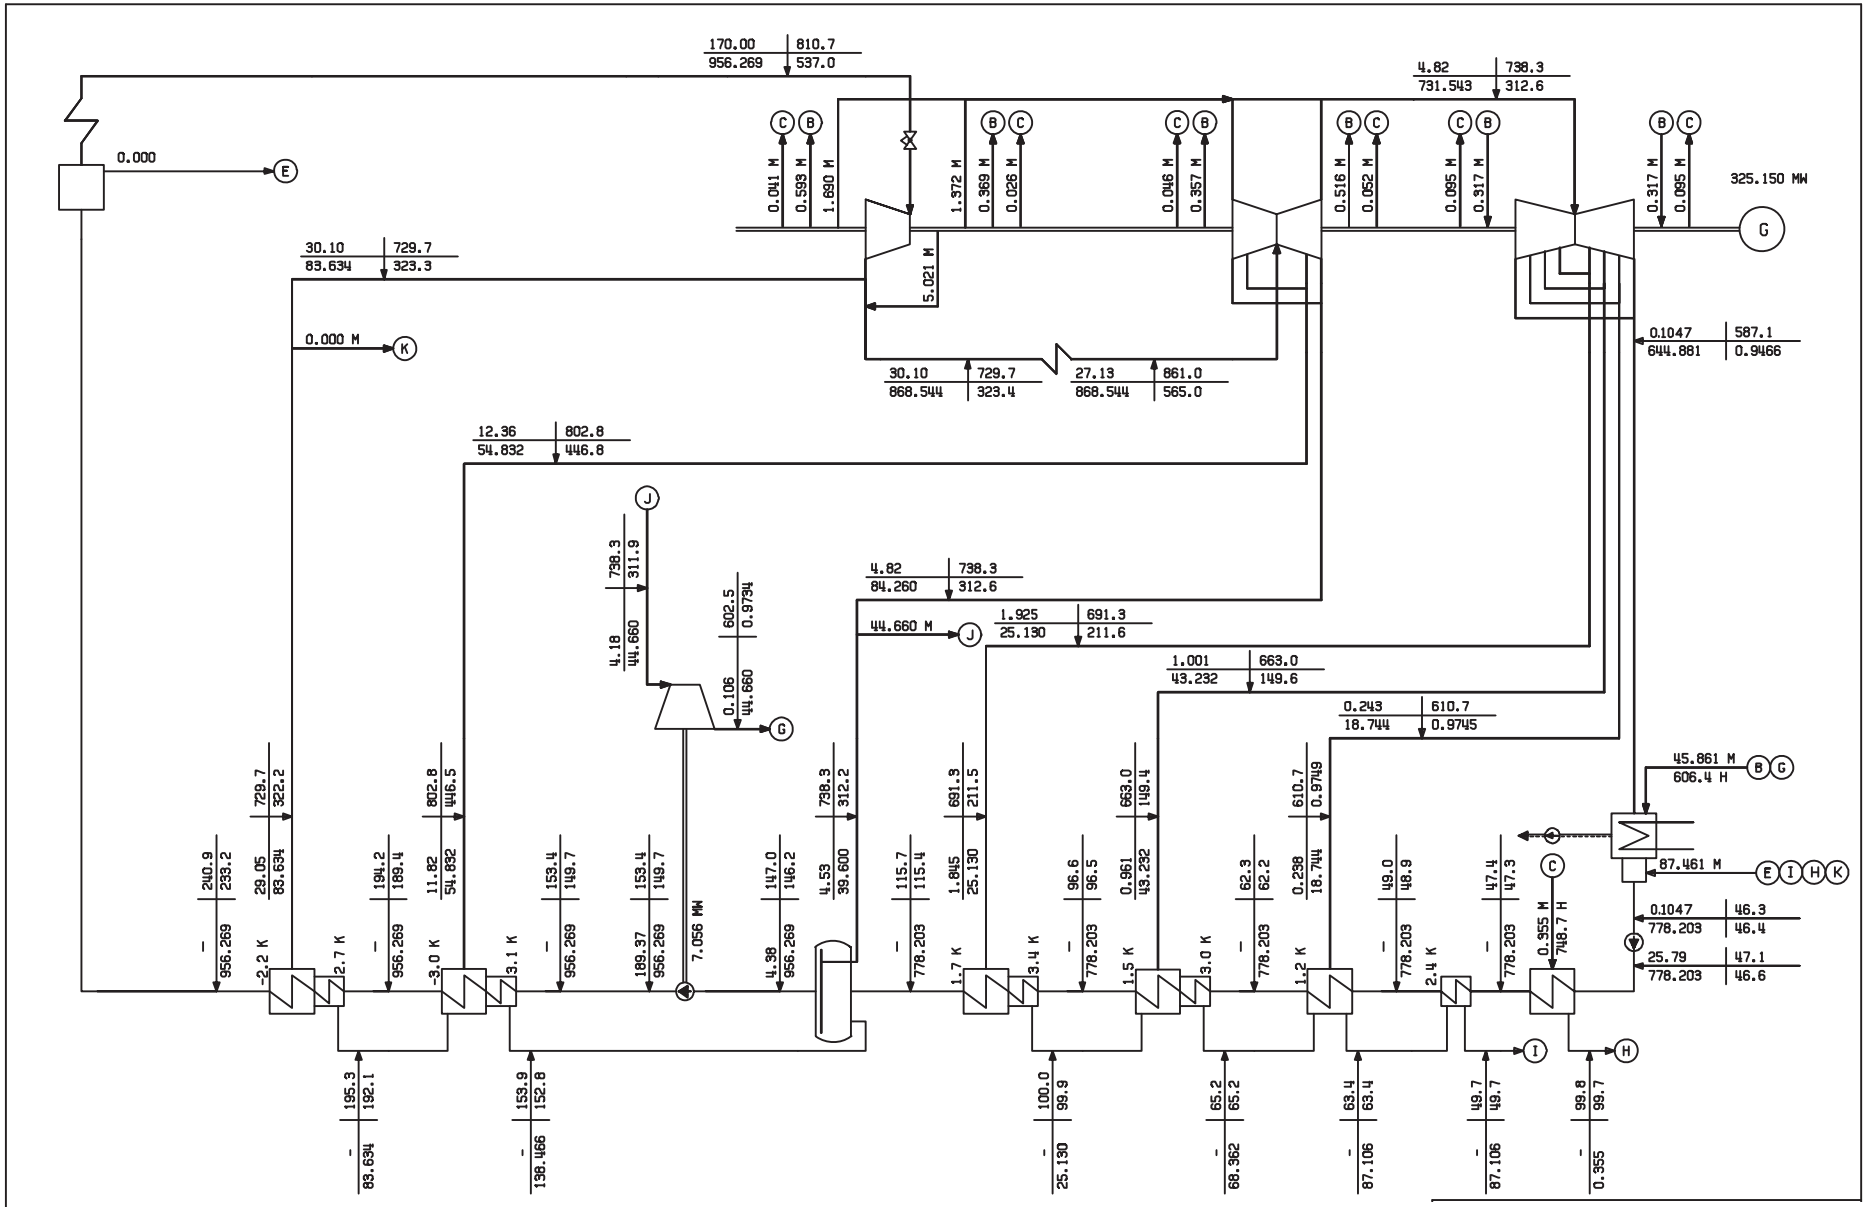 170.00 810.7
956.269 537.0
4.82 738.3
731.543 312.6
C B B C C B B C C B B C
0.041 M
0.593 M
1.690 M
1.372 M
0.369 M
0.026 M
0.046 M
0.357 M
0.516 M
0.052 M
0.095 M
0.317 M
0.317 M
0.095 M
325.150 MW
G
0.000
E
30.10 729.7
83.634 323.3
5.021 M
0.000 M K
0.1047 587.1
644.881 0.9466
30.10 729.7
868.544 323.4
27.13 861.0
868.544 565.0
12.36 802.8
54.832 446.8
J
4.18 738.3
44.660 311.9
0.106 602.5
44.660 0.9734
G
7.056 MW
4.82 738.3
84.260 312.6
44.660 M J
1.925 691.3
25.130 211.6
1.001 663.0
43.232 149.6
0.243 610.7
18.744 0.9745
45.861 M B G
606.4 H
87.461 M E I H K
0.1047 46.3
778.203 46.4
25.79 47.1
778.203 46.6
C
0.355 M
748.7 H
– 240.9
956.269 233.2
29.05 729.7
83.634 322.2
-2.2 K
2.7 K
– 194.2
956.269 189.4
11.82 802.8
54.832 446.5
-3.0 K
3.1 K
– 153.4
956.269 149.7
189.37 153.4
956.269 149.7
4.38 147.0
956.269 146.2
4.53 738.3
39.600 312.2
– 115.7
778.203 115.4
1.845 691.3
25.130 211.5
1.7 K
3.4 K
– 96.6
778.203 96.5
0.961 663.0
43.232 149.4
1.5 K
3.0 K
– 62.3
778.203 62.2
0.238 610.7
18.744 0.9749
1.2 K
– 49.0
778.203 48.9
2.4 K
– 47.4
778.203 47.3
I
H
– 195.3
83.634 192.1
– 153.9
138.466 152.8
– 100.0
25.130 99.9
– 65.2
68.362 65.2
– 63.4
87.106 63.4
– 49.7
87.106 49.7
– 99.8
0.355 99.7